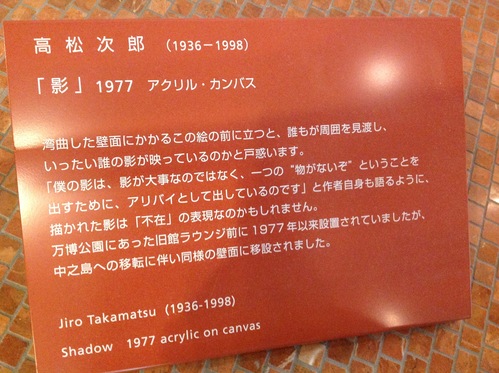 高松次郎 （1936－1998）
「影」1977 アクリル・カンバス
湾曲した壁面にかかるこの絵の前に立つと、誰もが周囲を見渡し、
いったい誰の影が映っているのかと戸惑います。
「僕の影は、影が大事なのではなく、一つの“物がないぞ”ということを
出すために、アリバイとして出しているのです」と作者自身も語るように、
描かれた影は「不在」の表現なのかもしれません。
万博公園にあった旧館ラウンジ前に1977年以来設置されていましたが、
中之島への移転に伴い同様の壁面に移設されました。
Jiro Takamatsu (1936-1998)
Shadow 1977 acrylic on canvas